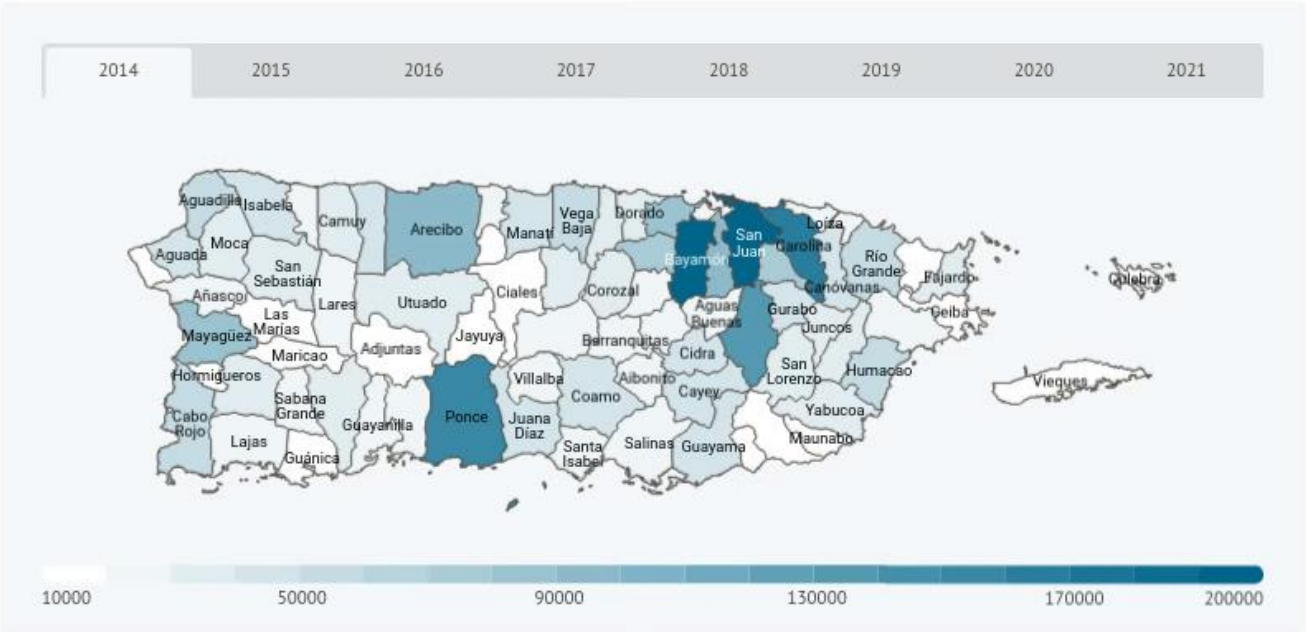 2014 2015 2016 2017 2018 2019 2020 2021
Aguadilla
Isabela
Camuy
Arecibo
Manatí
Vega
Baja
Dorado
Bayamón
San
Juan
Loíza
Carolina
Río
Grande
Fajardo
Culebra
Aguada
Moca
San
Sebastián
Añasco
Lares
Utuado
Ciales
Corozal
Aguas
Buenas
Canóvanas
Gurabo
Juncos
Ceiba
Las
Marías
Mayagüez
Maricao
Adjuntas
Jayuya
Barranquitas
Cidra
San
Lorenzo
Humacao
Vieques
Hormigueros
Sabana
Grande
Villalba
Aibonito
Coamo
Cayey
Yabucoa
Cabo
Rojo
Lajas
Guánica
Guayanilla
Ponce
Juana
Díaz
Santa
Isabel
Salinas
Guayama
Maunabo
10000 50000 90000 130000 170000 200000